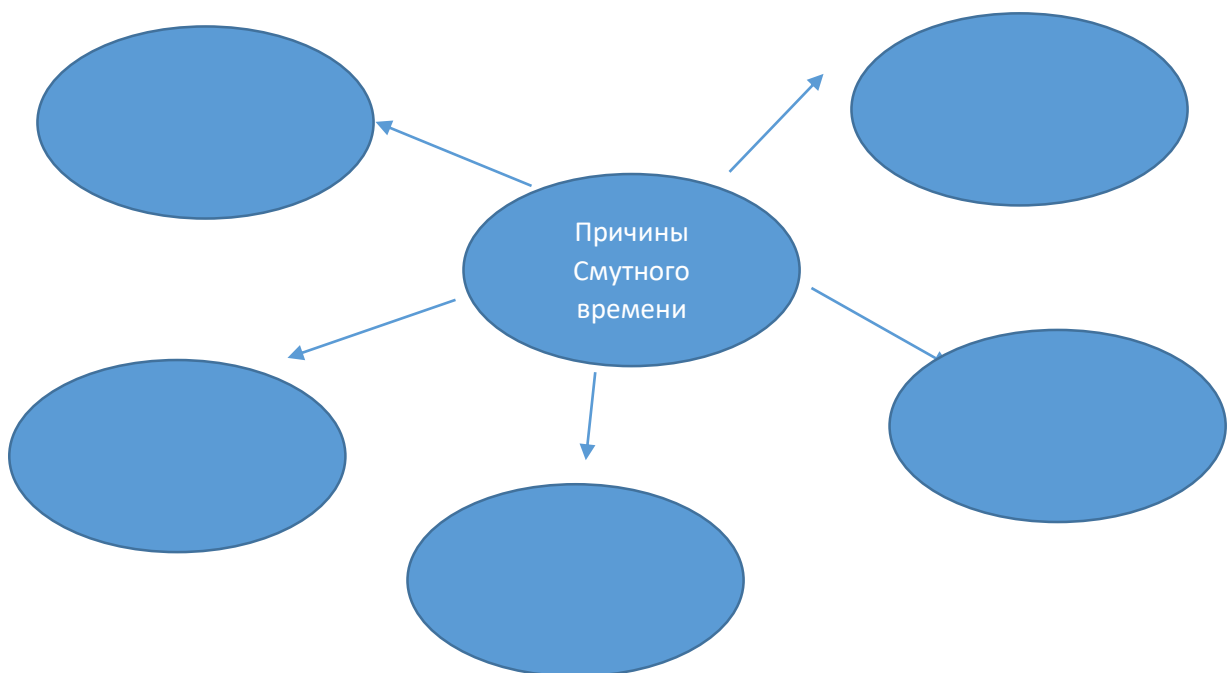 Причины
Смутного
времени